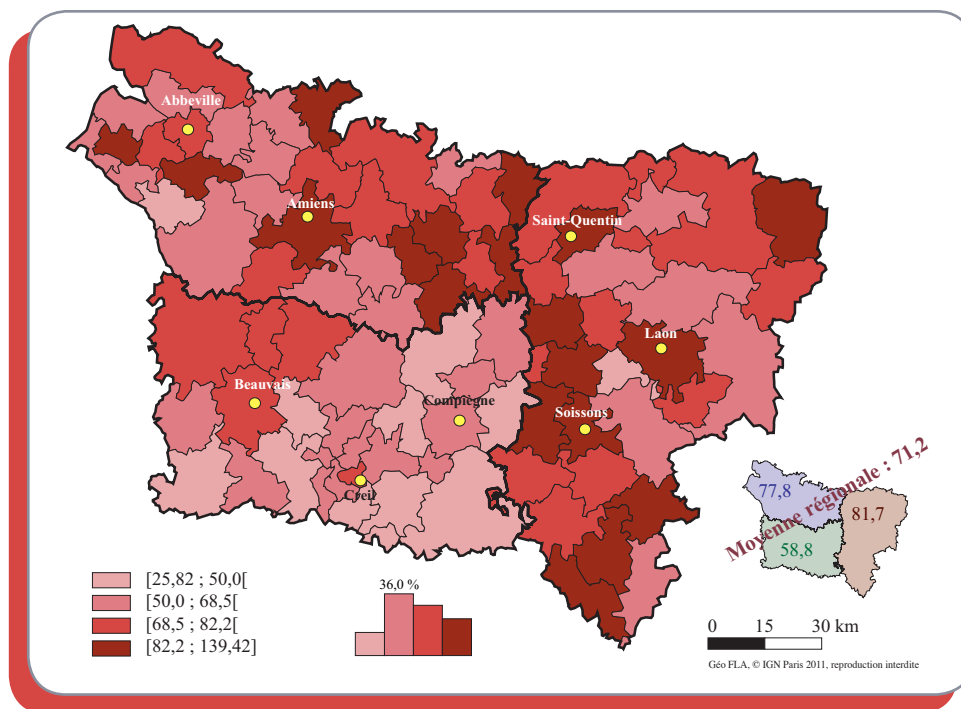 Abbeville
Amiens
Saint-Quentin
Laon
Beauvais
Compiègne
Soissons
Creil
Moyenne régionale : 71,2
77,8
81,7
58,8
[25,82 ; 50,0[
[50,0 ; 68,5[
[68,5 ; 82,2[
[82,2 ; 139,42]
36,0 %
0 15 30 km
Géo FLA, © IGN Paris 2011, reproduction interdite